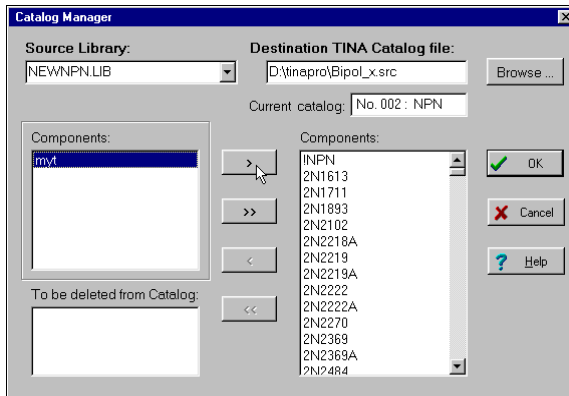 Catalog Manager
Source Library:
NEWNPN.LIB
Destination TINA Catalog file:
D:\tinapro\Bipol_x.src
Browse ...
Current catalog:
No. 002 : NPN
Components:
myt
To be deleted from Catalog:
>
>>
<
<<
Components:
!NPN
2N1613
2N1711
2N1893
2N2102
2N2218A
2N2219
2N2219A
2N2222
2N2222A
2N2270
2N2369
2N2369A
2N2484
OK
Cancel
Help